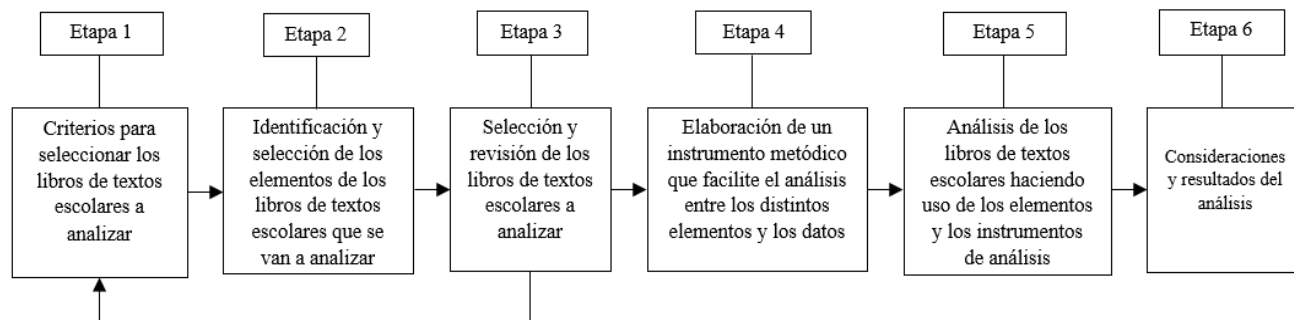 Etapa 1
Etapa 2
Etapa 3
Etapa 4
Etapa 5
Etapa 6
Criterios para
seleccionar los
libros de textos
escolares a
analizar
Identificación y
selección de los
elementos de los
libros de textos
escolares que se
van a analizar
Selección y
revisión de los
libros de textos
escolares a
analizar
Elaboración de un
instrumento metódico
que facilite el análisis
entre los distintos
elementos y los datos
Análisis de los
libros de textos
escolares haciendo
uso de los elementos
y los instrumentos
de análisis
Consideraciones
y resultados del
análisis